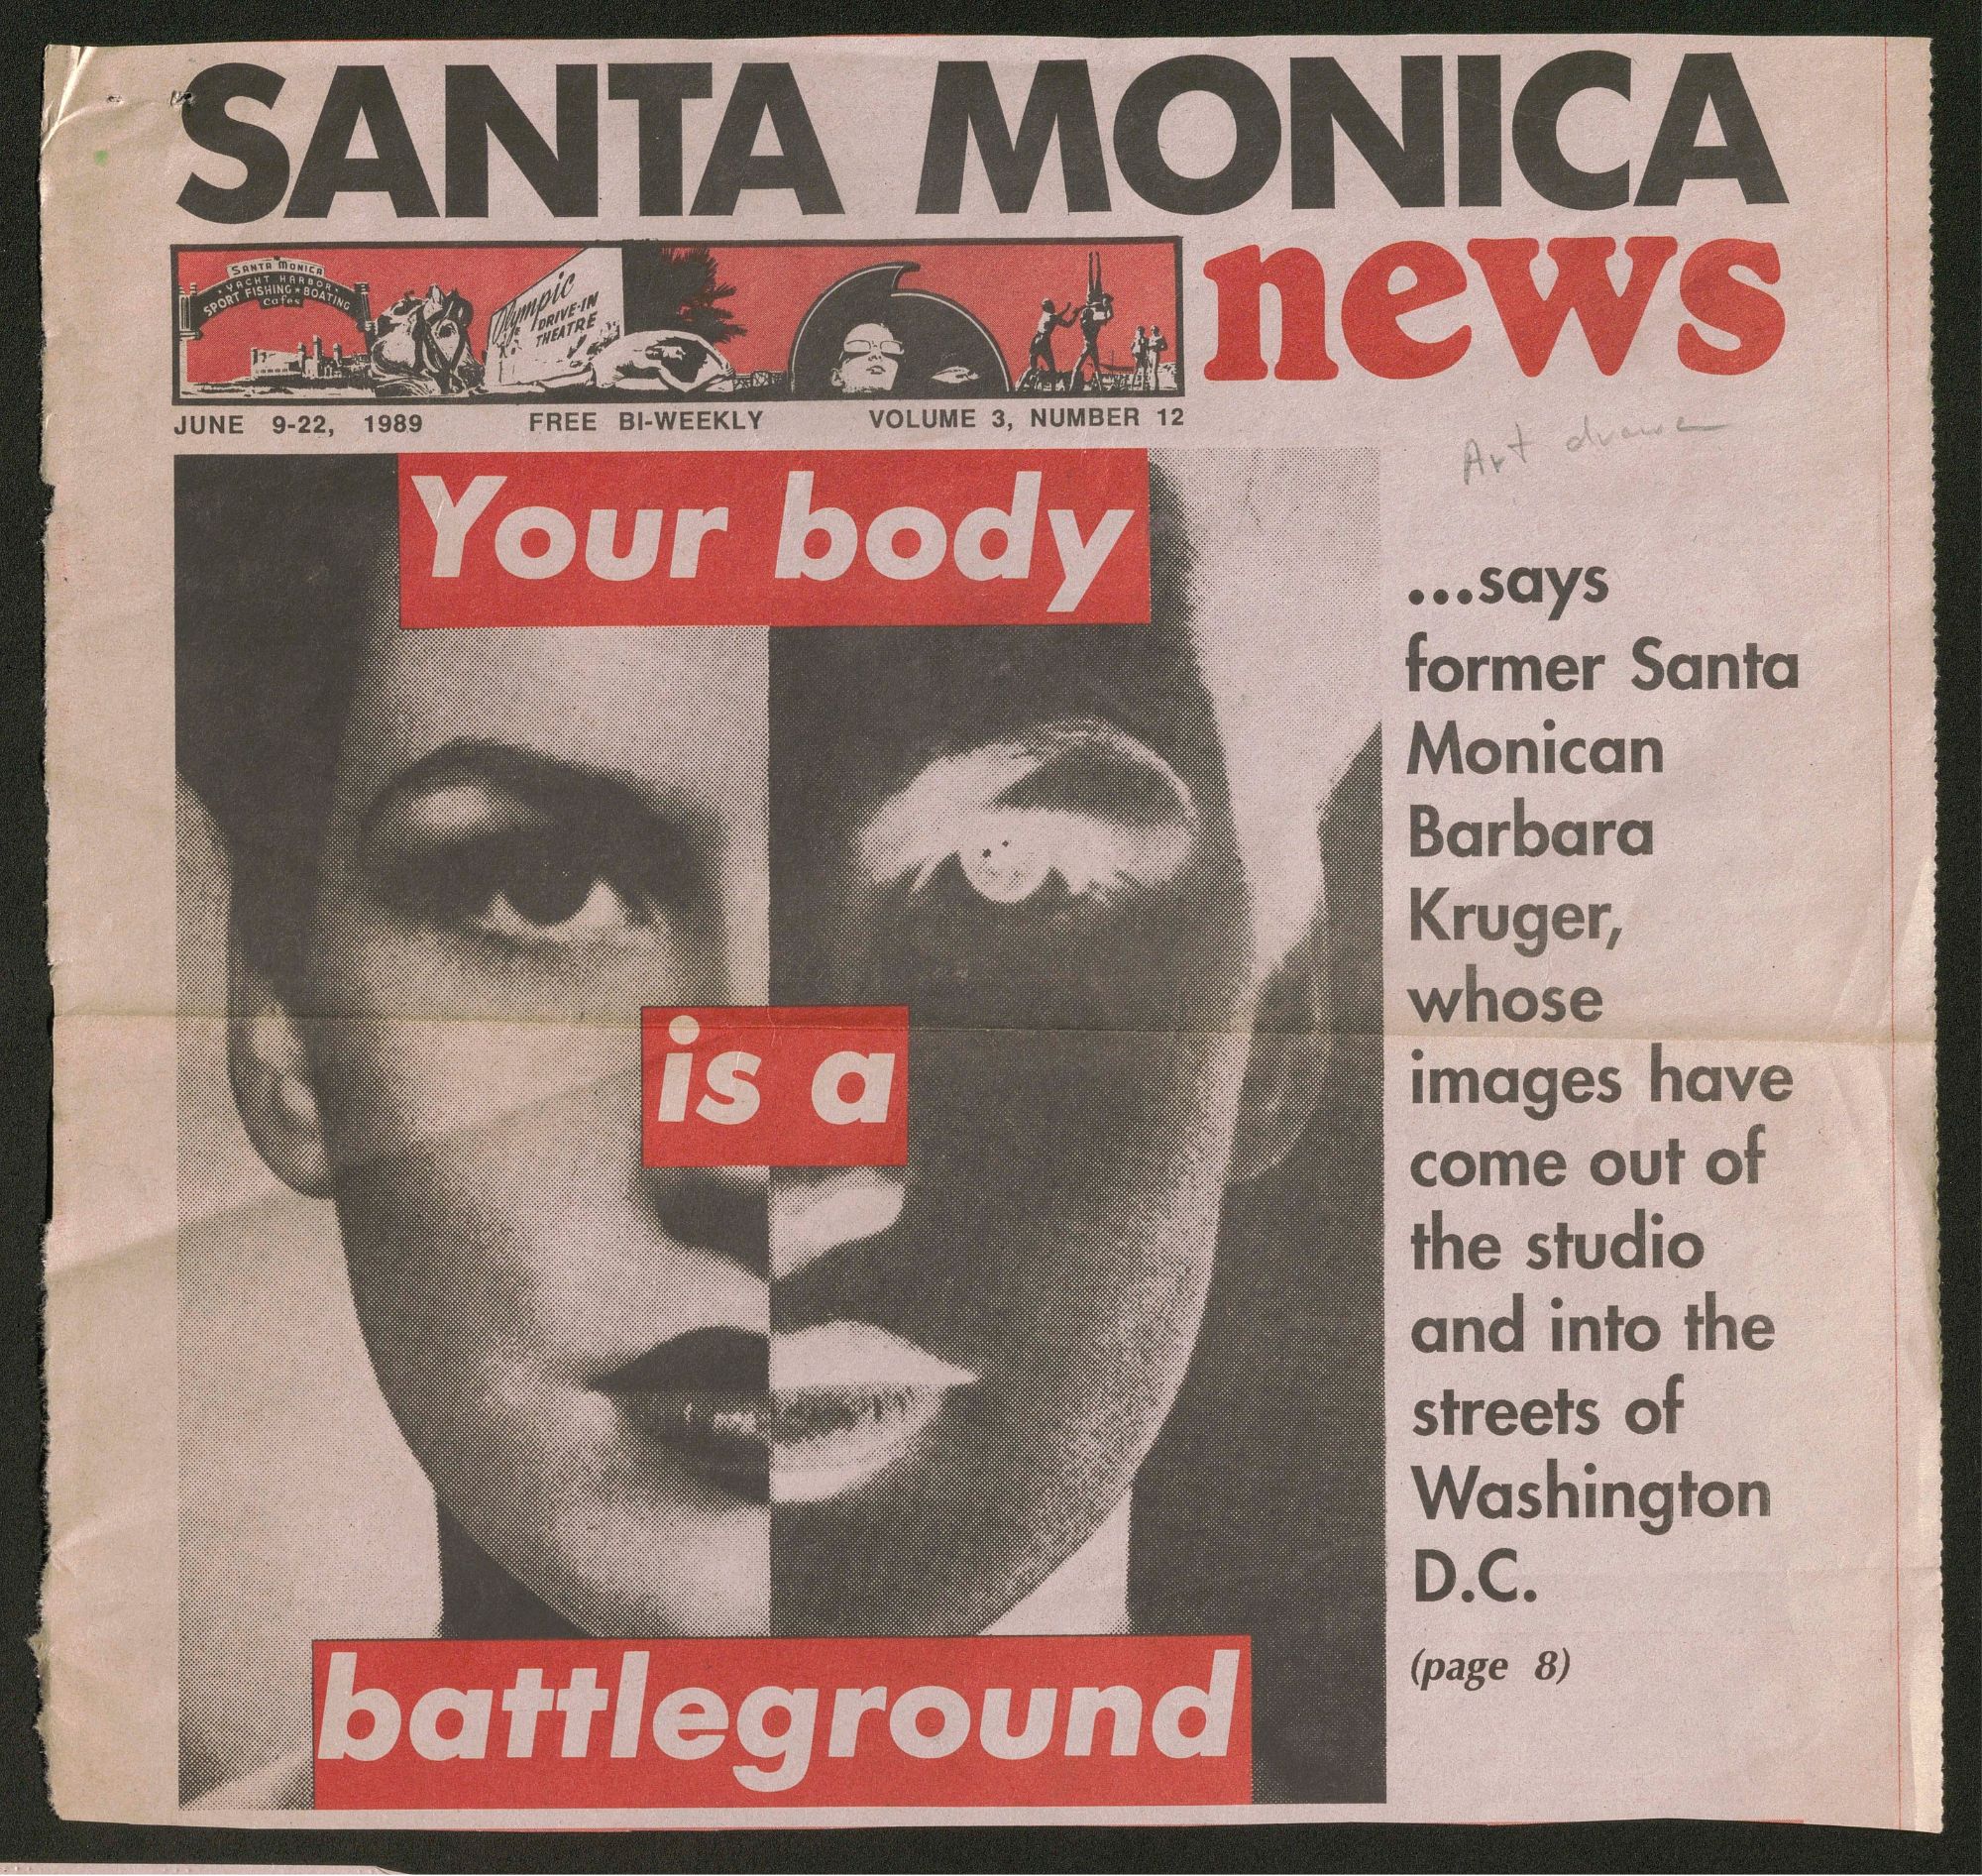 SANTA MONICA
news
SANTA MONICA
YACHT HARBOR
SPORT FISHING * BOATING
Cafes
Olympic
DRIVE-IN
THEATRE
JUNE 9-22, 1989 FREE BI-WEEKLY VOLUME 3, NUMBER 12
Art
Your body
is a
battleground
...says
former Santa
Monican
Barbara
Kruger,
whose
images have
come out of
the studio
and into the
streets of
Washington
D.C.
(page 8)